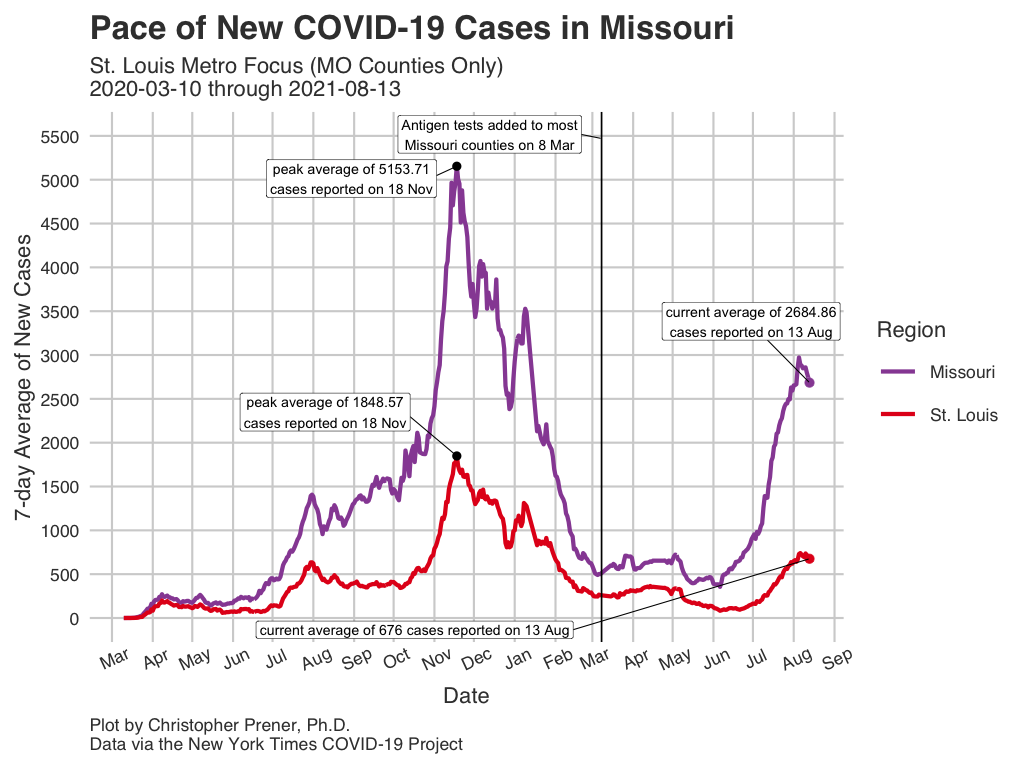 Pace of New COVID-19 Cases in Missouri
St. Louis Metro Focus (MO Counties Only)
2020-03-10 through 2021-08-13
Antigen tests added to most
Missouri counties on 8 Mar
peak average of 5153.71
cases reported on 18 Nov
current average of 2684.86
cases reported on 13 Aug
peak average of 1848.57
cases reported on 18 Nov
current average of 676 cases reported on 13 Aug
7-day Average of New Cases
5500
5000
4500
4000
3500
3000
2500
2000
1500
1000
500
0
Mar Apr May Jun Jul Aug Sep Oct Nov Dec Jan Feb Mar Apr May Jun Jul Aug Sep
Date
Region
Missouri
St. Louis
Plot by Christopher Prener, Ph.D.
Data via the New York Times COVID-19 Project